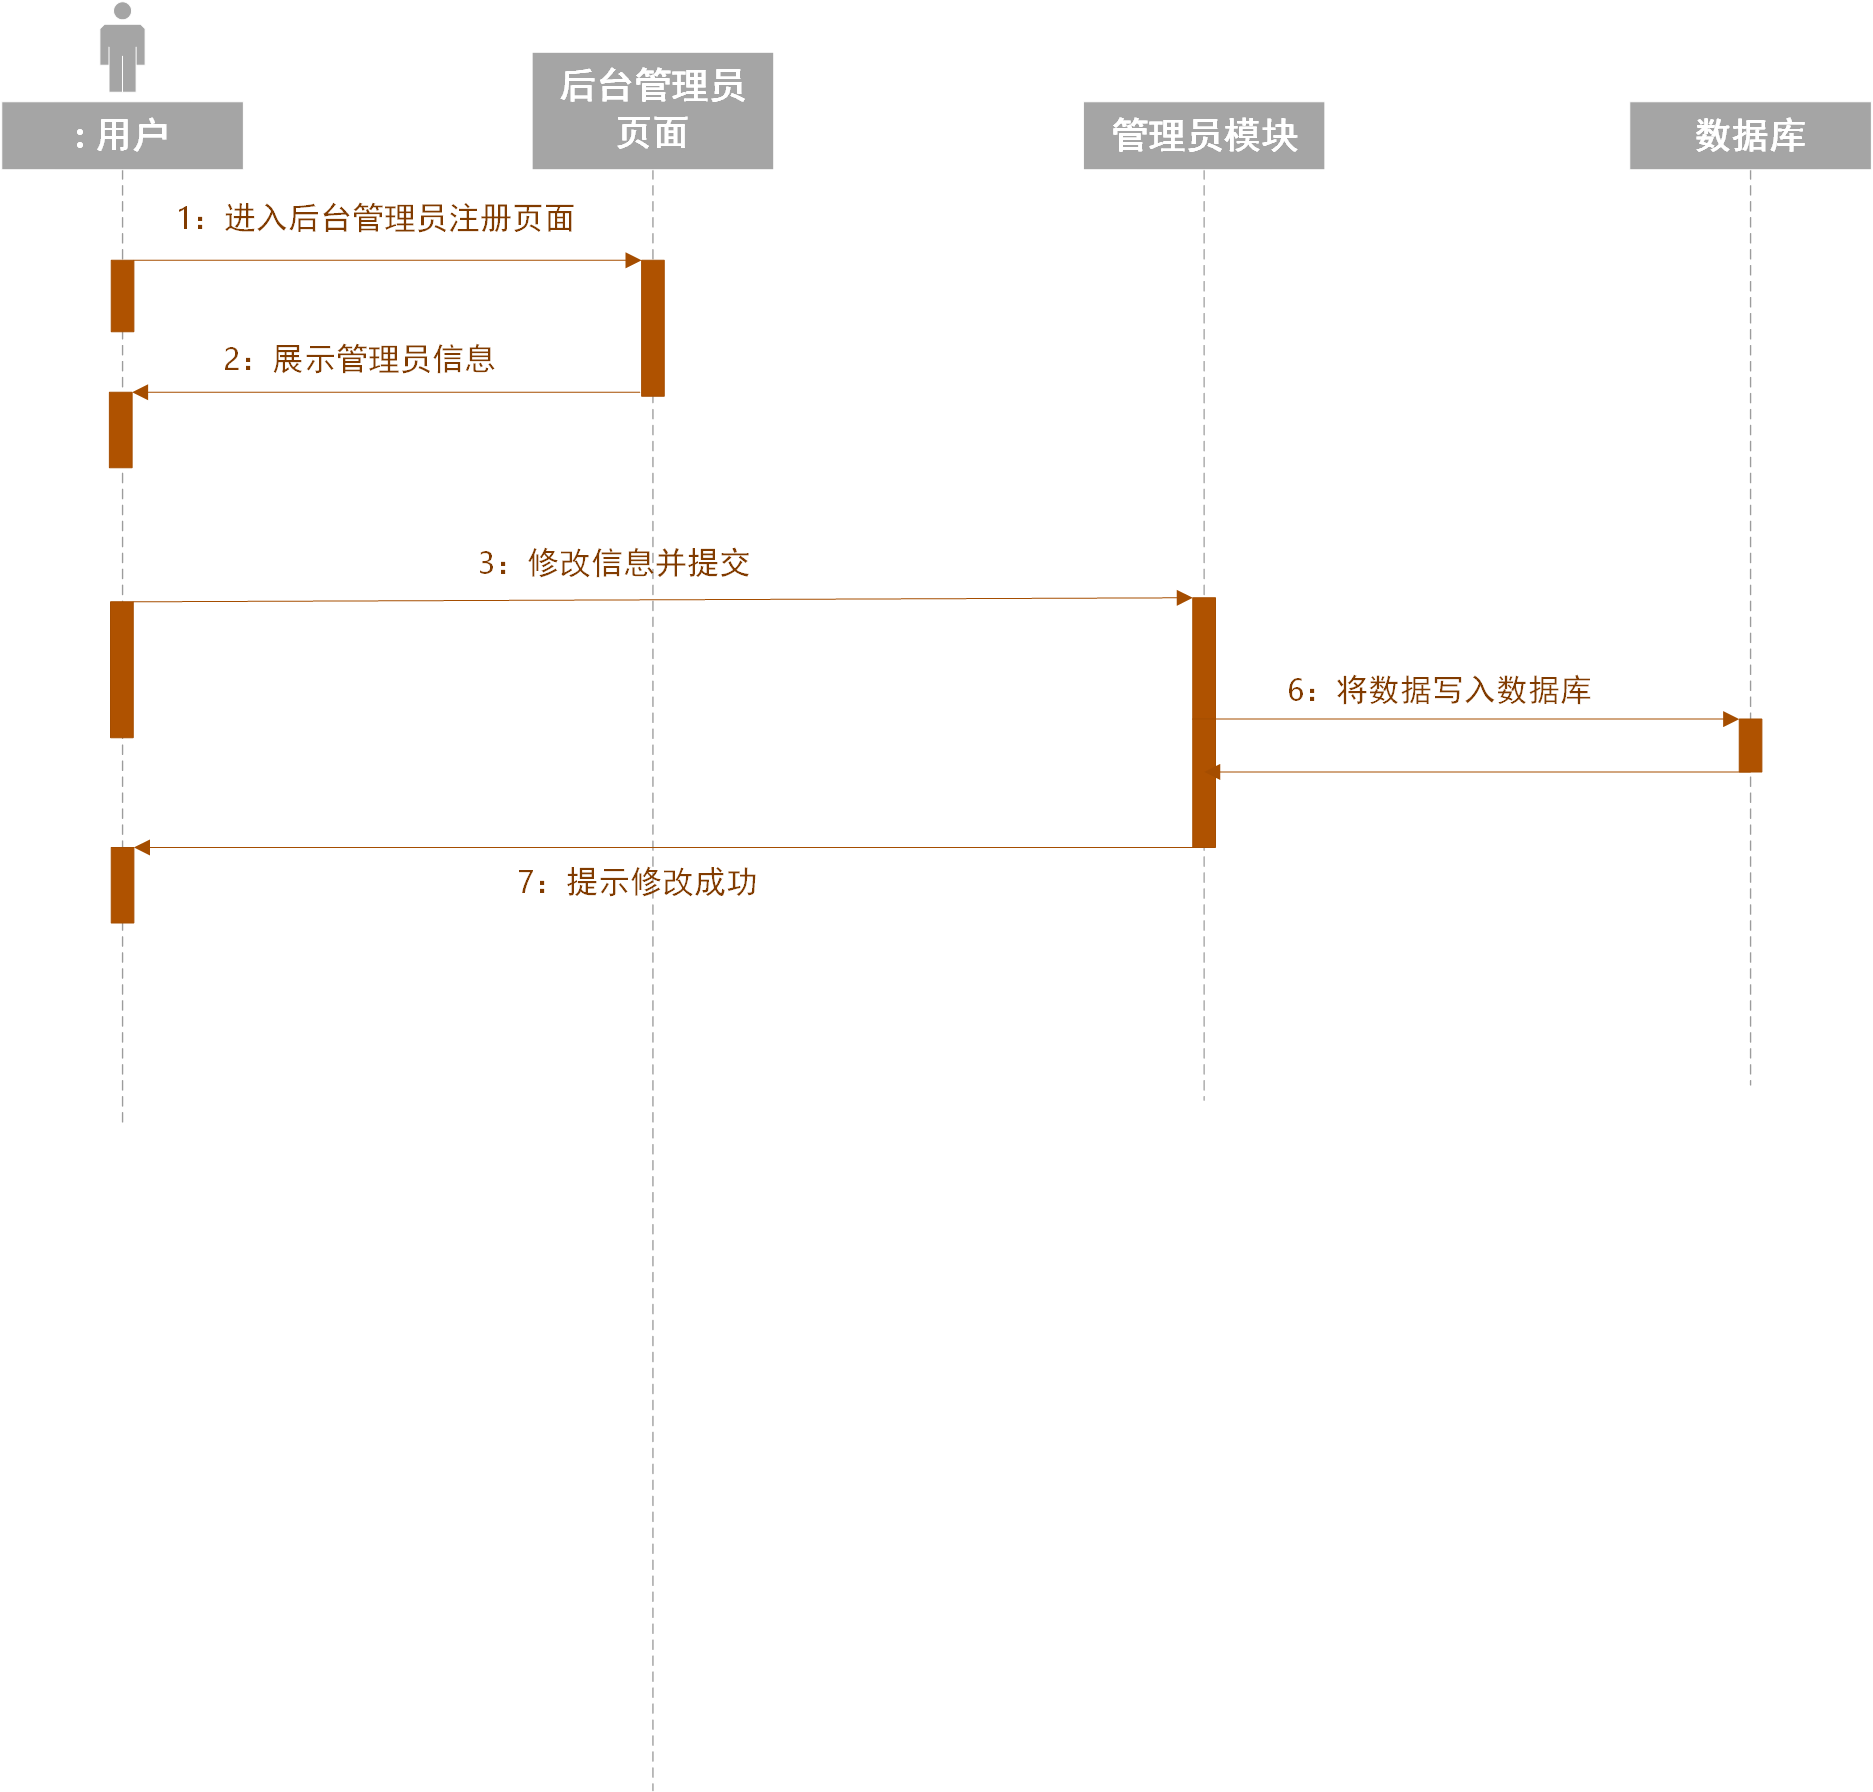 : 用户
后台管理员
页面
管理员模块
数据库
1：进入后台管理员注册页面
2：展示管理员信息
3：修改信息并提交
6：将数据写入数据库
7：提示修改成功